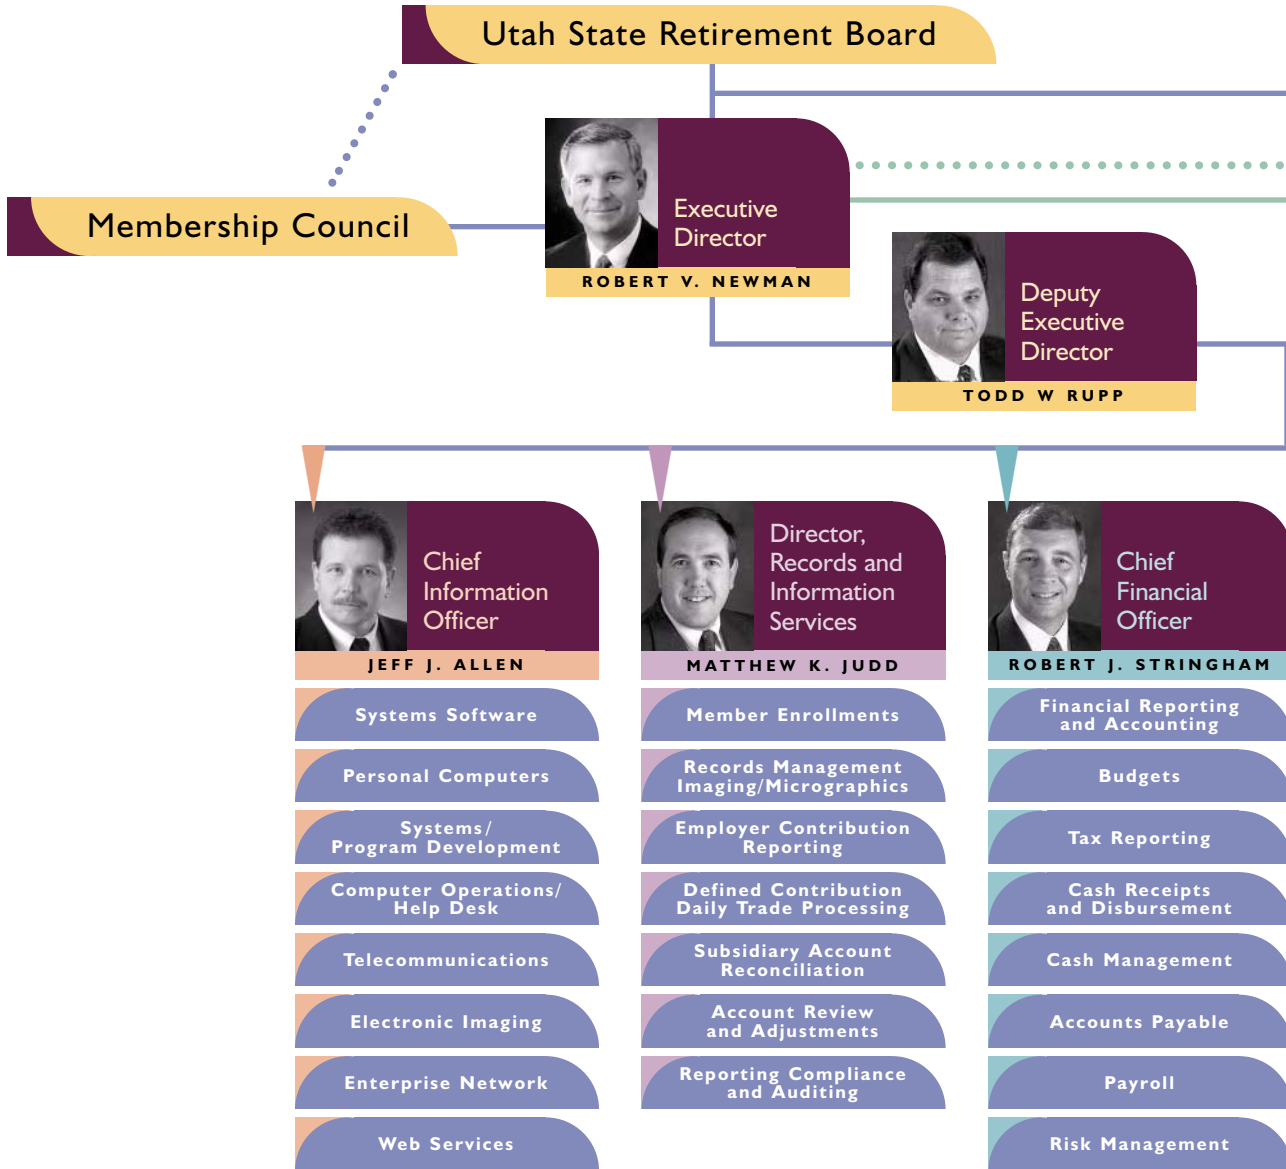 Utah State Retirement Board
Membership Council
Executive
Director
ROBERT V. NEWMAN
Deputy
Executive
Director
TODD W RUPP
Chief
Information
Officer
JEFF J. ALLEN
Systems Software
Personal Computers
Systems/
Program Development
Computer Operations/
Help Desk
Telecommunications
Electronic Imaging
Enterprise Network
Web Services
Director,
Records and
Information
Services
MATTHEW K. JUDD
Member Enrollments
Records Management
Imaging/Micrographics
Employer Contribution
Reporting
Defined Contribution
Daily Trade Processing
Subsidiary Account
Reconciliation
Account Review
and Adjustments
Reporting Compliance
and Auditing
Chief
Financial
Officer
ROBERT J. STRINGHAM
Financial Reporting
and Accounting
Budgets
Tax Reporting
Cash Receipts
and Disbursement
Cash Management
Accounts Payable
Payroll
Risk Management